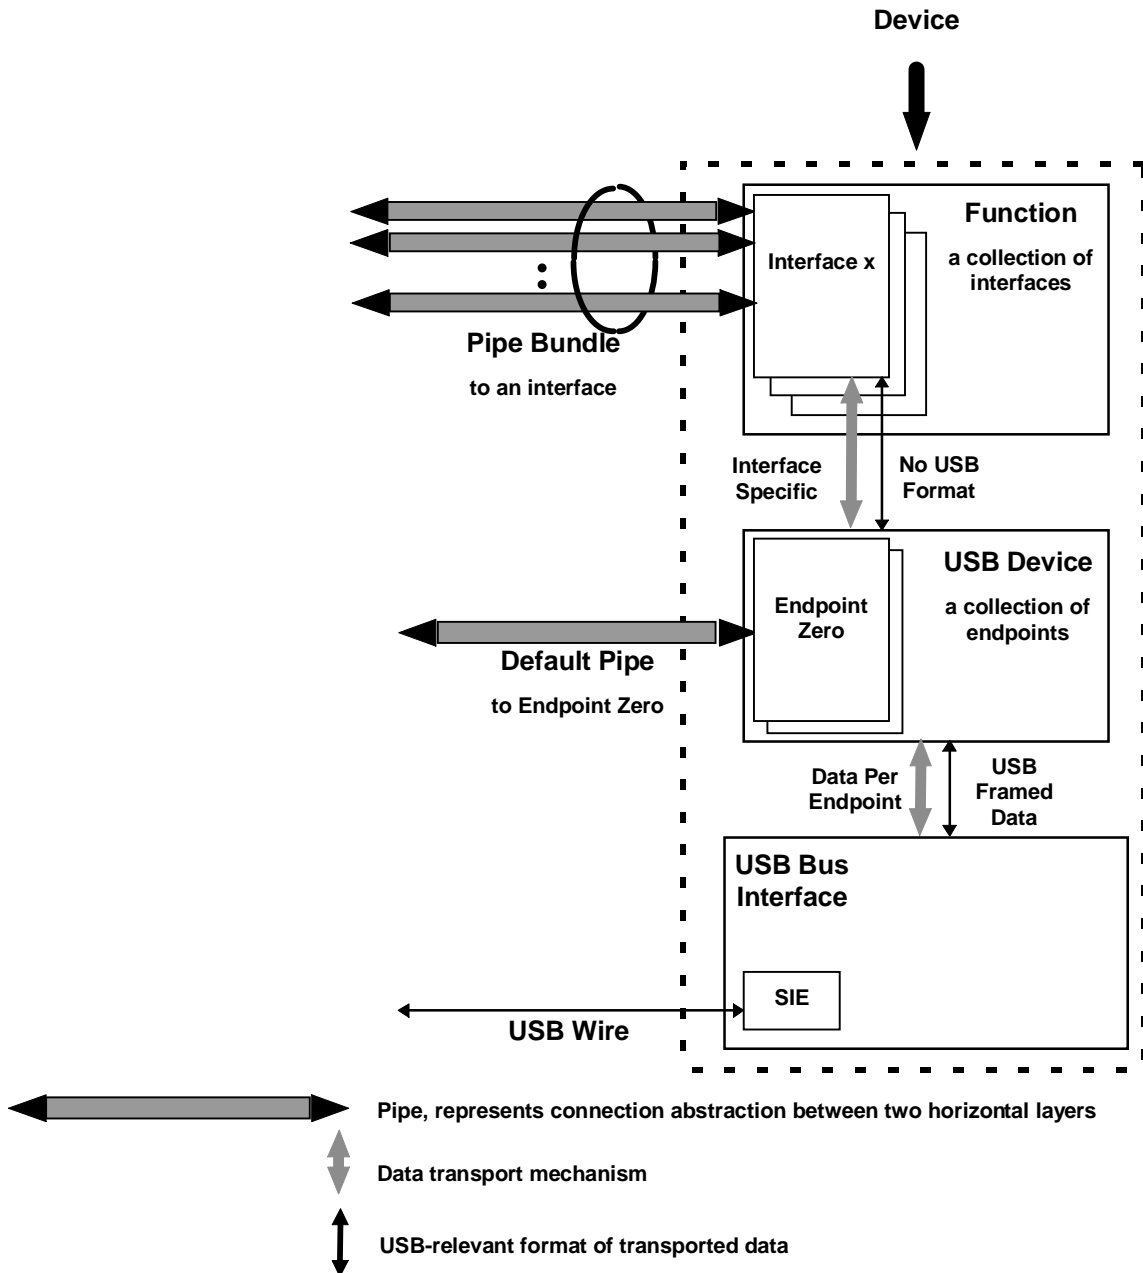 Device
Function
a collection of
interfaces
Interface x
Pipe Bundle
to an interface
Interface
Specific
No USB
Format
USB Device
a collection of
endpoints
Endpoint
Zero
Default Pipe
to Endpoint Zero
Data Per
Endpoint
USB
Framed
Data
USB Bus
Interface
SIE
USB Wire
Pipe, represents connection abstraction between two horizontal layers
Data transport mechanism
USB-relevant format of transported data